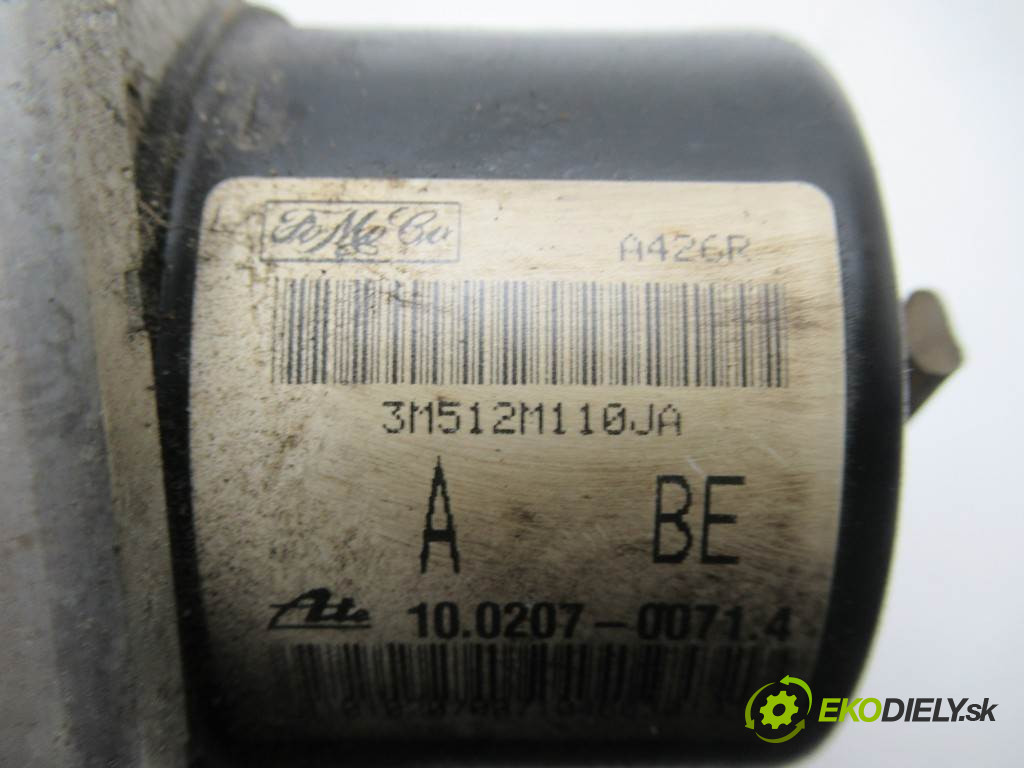 FoMoCo A426R
3M512M110JA
A BE
Ate 10.0207-0071.4
EKODIELY.sk